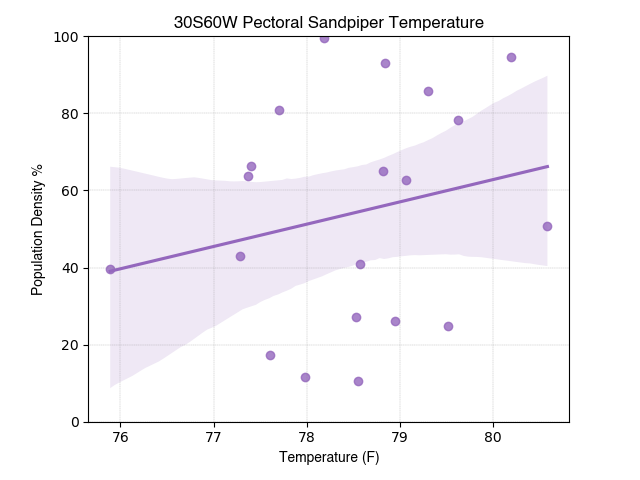 30S60W Pectoral Sandpiper Temperature
100
80
60
40
20
0
Population Density %
76 77 78 79 80
Temperature (F)